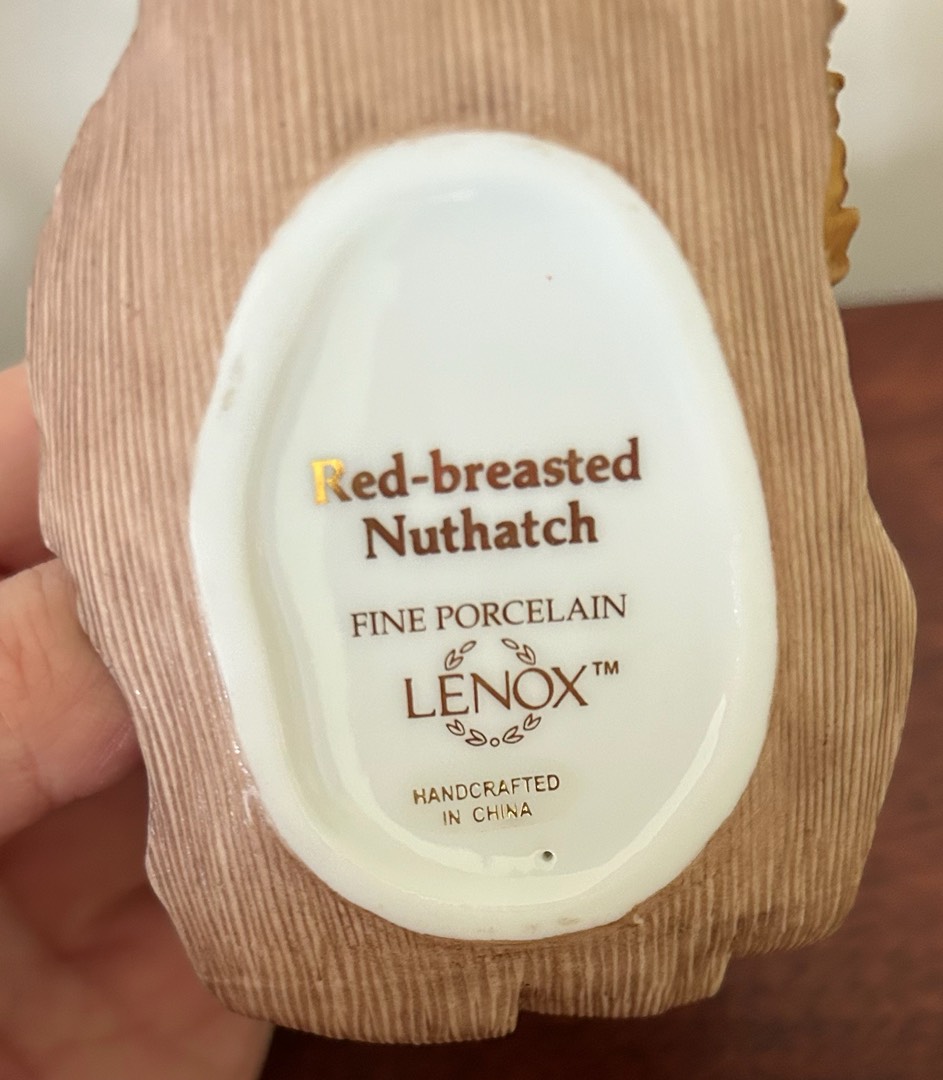 Red-breasted
Nuthatch
FINE PORCELAIN
LENOX™
HANDCRAFTED
IN CHINA